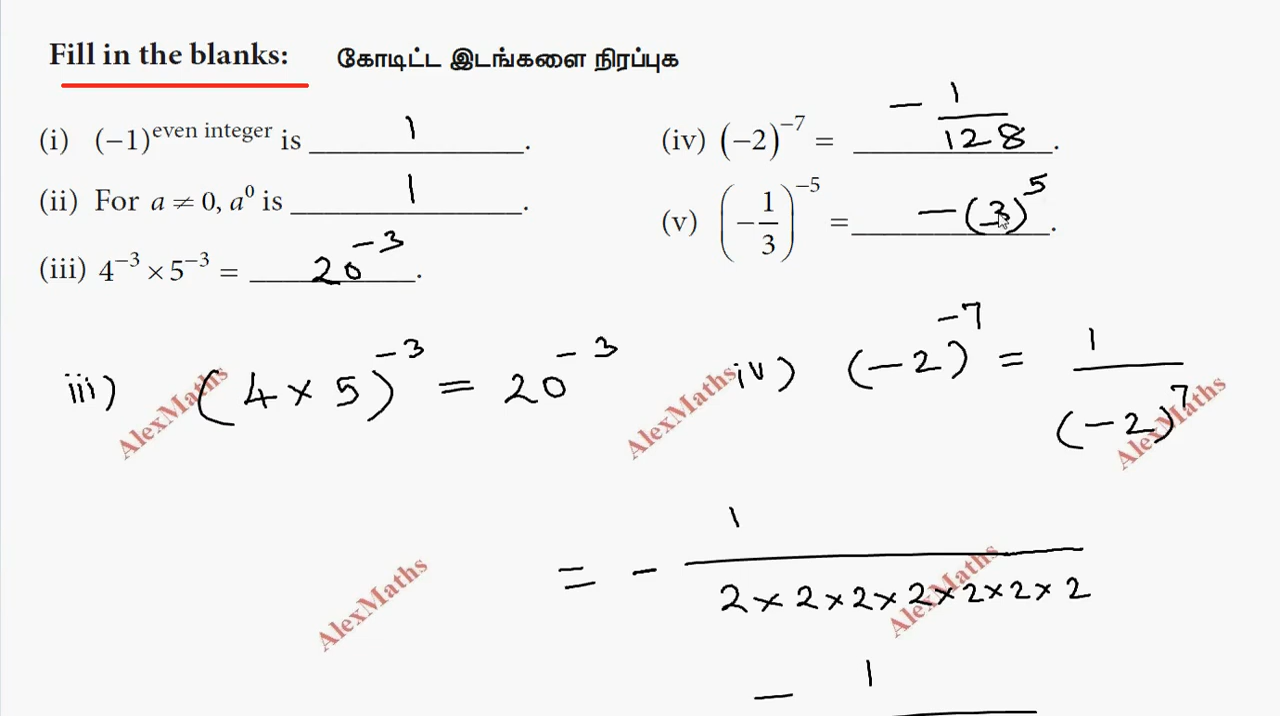 Fill in the blanks: கோடிட்ட இடங்களை நிரப்புக
(i) (−1)^even integer is 1.
(ii) For a ≠ 0, a⁰ is 1.
(iii) 4⁻³ × 5⁻³ = 20⁻³.
(iv) (−2)⁻⁷ = − 1/128.
(v) (−1/3)⁻⁵ = −(3)⁵.
iii) (4 × 5)⁻³ = 20⁻³
iv) (−2)⁻⁷ = 1/(−2)⁷
= − 1/(2 × 2 × 2 × 2 × 2 × 2 × 2)
− 1
AlexMaths
AlexMaths
AlexMaths
AlexMaths
AlexMaths